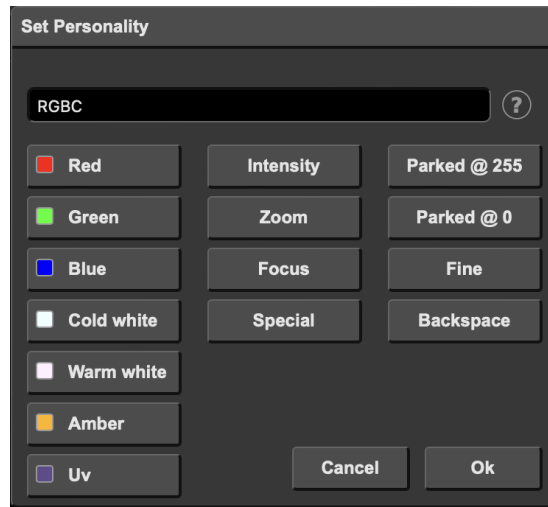 Set Personality
RGBC
?
Red Intensity Parked @ 255
Green Zoom Parked @ 0
Blue Focus Fine
Cold white Special Backspace
Warm white
Amber
Uv Cancel Ok